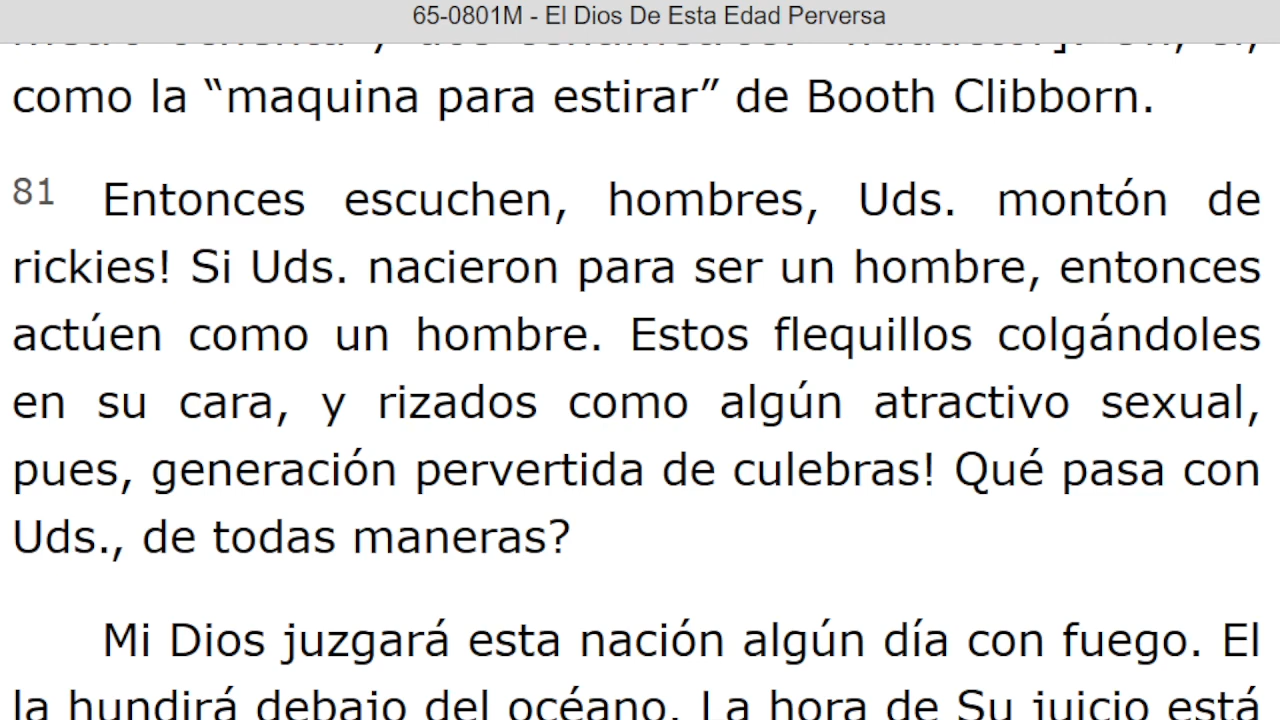 65-0801M - El Dios De Esta Edad Perversa
como la “maquina para estirar” de Booth Clibborn.
81 Entonces escuchen, hombres, Uds. montón de
rickies! Si Uds. nacieron para ser un hombre, entonces
actúen como un hombre. Estos flequillos colgándoles
en su cara, y rizados como algún atractivo sexual,
pues, generación pervertida de culebras! Qué pasa con
Uds., de todas maneras?
Mi Dios juzgará esta nación algún día con fuego. El
la hundirá debajo del océano. La hora de Su juicio está